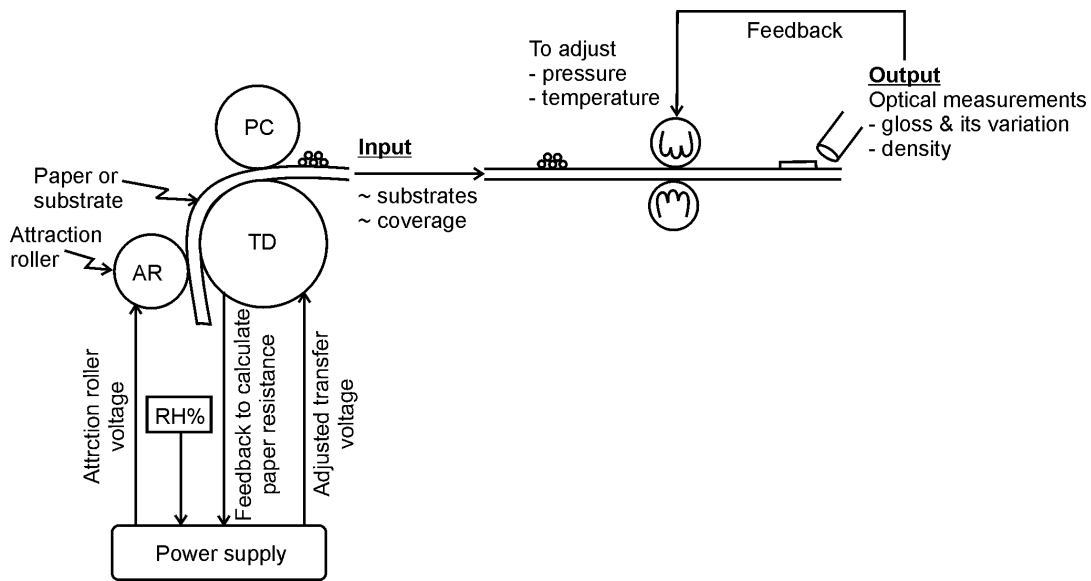 Feedback
To adjust
- pressure
- temperature
Output
Optical measurements
- gloss & its variation
- density
PC
Input
~ substrates
~ coverage
Paper or
substrate
Attraction
roller
AR
TD
Attrction roller
voltage
RH%
Feedback to calculate
paper resistance
Adjusted transfer
voltage
Power supply